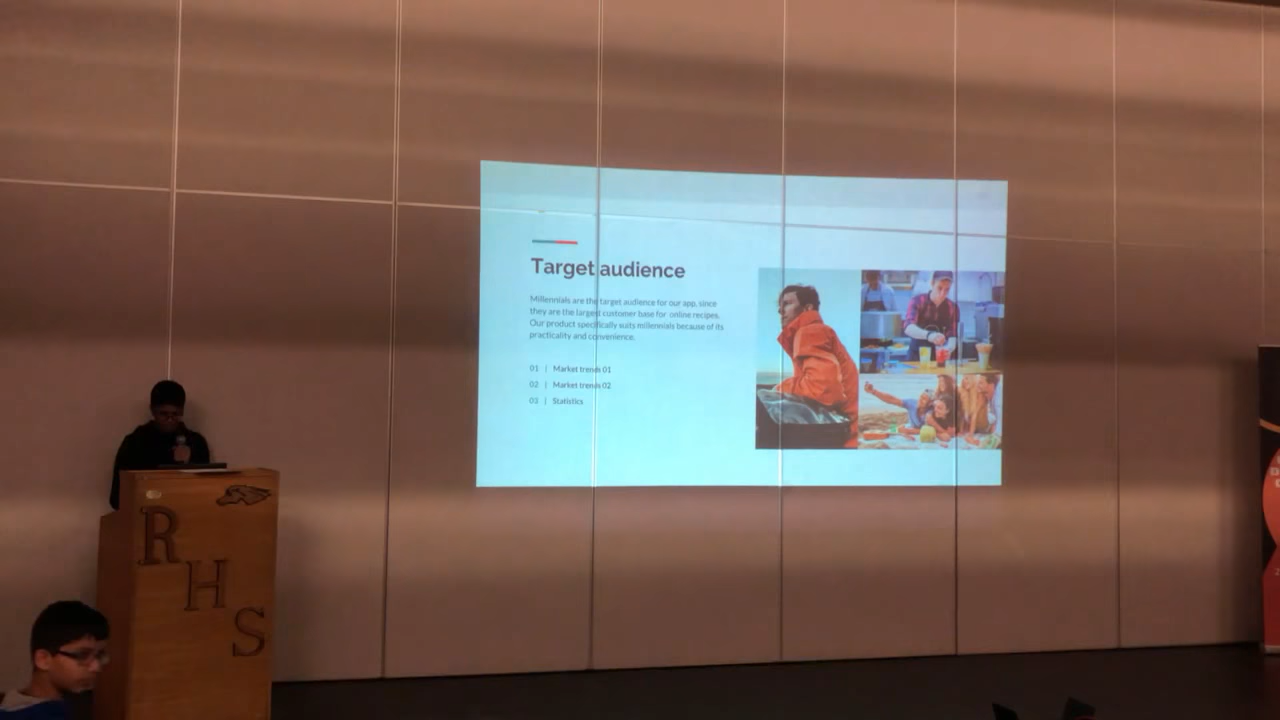 Target audience
Millennials are the target audience for our app, since
they are the largest customer base for online recipes.
Our product specifically suits millennials because of its
practicality and convenience.
01 | Market trends 01
02 | Market trends 02
03 | Statistics
R
H
S